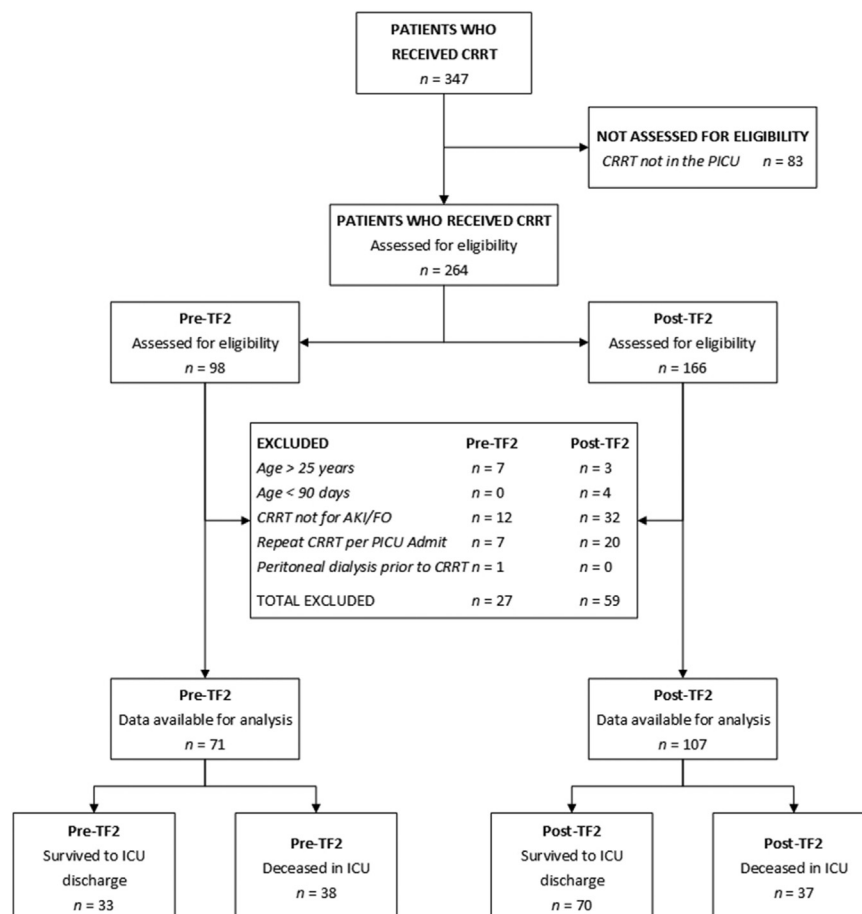 PATIENTS WHO
RECEIVED CRRT
n = 347
NOT ASSESSED FOR ELIGIBILITY
CRRT not in the PICU n = 83
PATIENTS WHO RECEIVED CRRT
Assessed for eligibility
n = 264
Pre-TF2
Assessed for eligibility
n = 98
Post-TF2
Assessed for eligibility
n = 166
EXCLUDED Pre-TF2 Post-TF2
Age > 25 years n = 7 n = 3
Age < 90 days n = 0 n = 4
CRRT not for AKI/FO n = 12 n = 32
Repeat CRRT per PICU Admit n = 7 n = 20
Peritoneal dialysis prior to CRRT n = 1 n = 0
TOTAL EXCLUDED n = 27 n = 59
Pre-TF2
Data available for analysis
n = 71
Post-TF2
Data available for analysis
n = 107
Pre-TF2
Survived to ICU
discharge
n = 33
Pre-TF2
Deceased in ICU
n = 38
Post-TF2
Survived to ICU
discharge
n = 70
Post-TF2
Deceased in ICU
n = 37